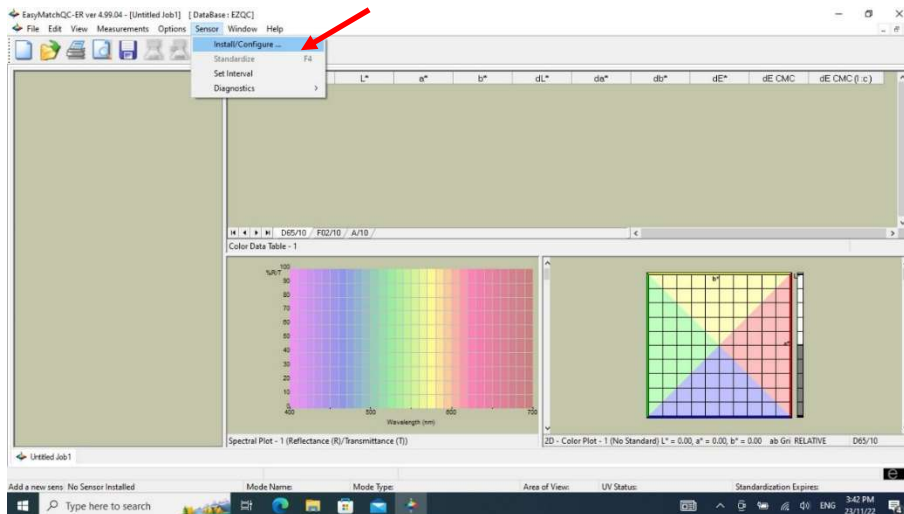 EasyMatchQC-ER ver 4.99.04 - [Untitled Job1] [ DataBase : EZQC]
File Edit View Measurements Options Sensor Window Help
Install/Configure ...
Standardize F4
Set Interval
Diagnostics
L* a* b* dL* da* db* dE* dE CMC dE CMC (l :c )
D65/10 F02/10 A/10
Color Data Table - 1
%R/T
100
90
80
70
60
50
40
30
20
10
0
400 500 600 700
Wavelength (nm)
Spectral Plot - 1 (Reflectance (R)/Transmittance (T))
b*
2D - Color Plot - 1 (No Standard) L* = 0.00, a* = 0.00, b* = 0.00 ab Gri RELATIVE D65/10
Untitled Job1
Add a new sens No Sensor Installed Mode Name: Mode Type: Area of View: UV Status: Standardization Expires:
Type here to search
ENG
3:42 PM
23/11/22